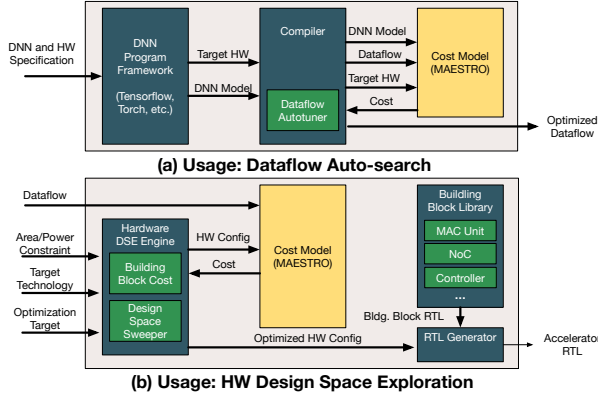 DNN and HW
Specification
DNN
Program
Framework
(Tensorflow,
Torch, etc.)
Target HW
DNN Model
Compiler
Dataflow
Autotuner
DNN Model
Dataflow
Target HW
Cost
Cost Model
(MAESTRO)
Optimized
Dataflow
(a) Usage: Dataflow Auto-search
Dataflow
Area/Power
Constraint
Target
Technology
Optimization
Target
Hardware
DSE Engine
Building
Block Cost
Design
Space
Sweeper
HW Config
Cost
Cost Model
(MAESTRO)
Optimized HW Config
Buildling
Block Library
MAC Unit
NoC
Controller
...
Bldg. Block RTL
RTL Generator
Accelerator
RTL
(b) Usage: HW Design Space Exploration